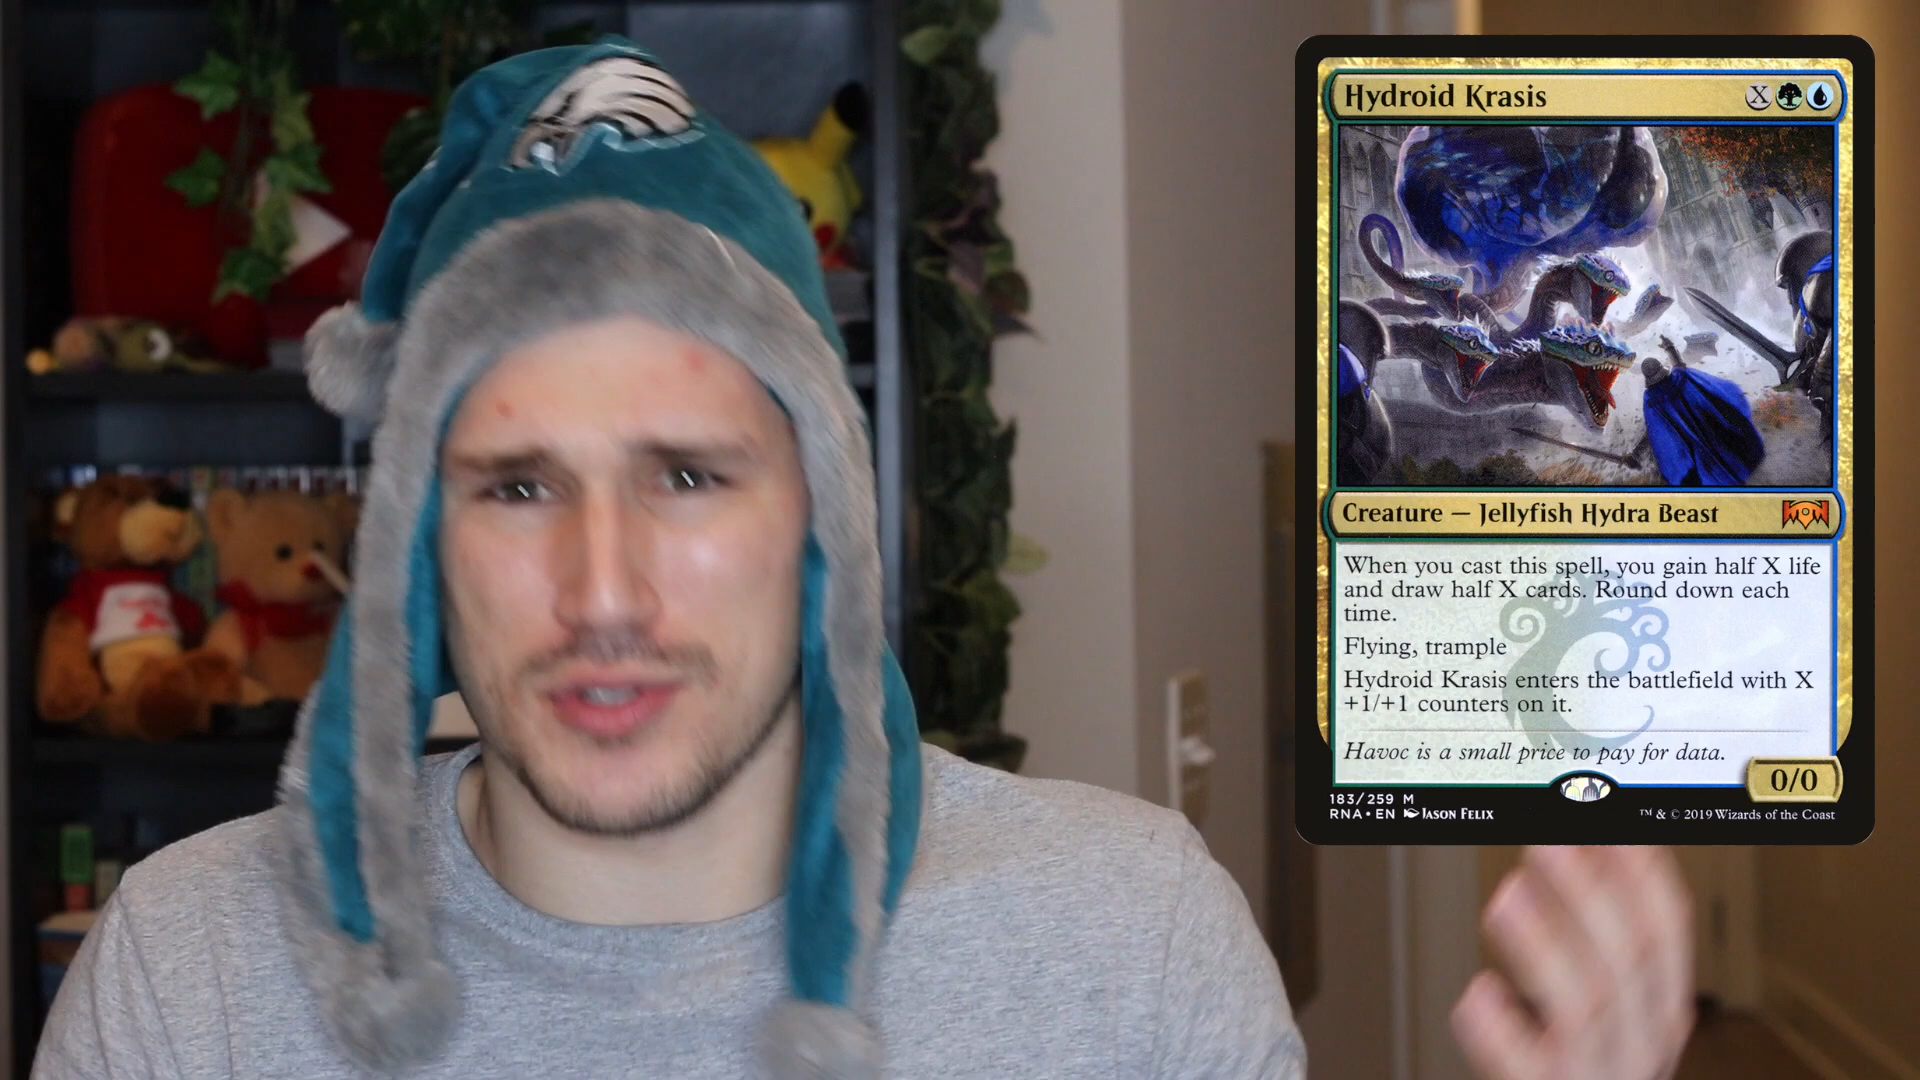 Hydroid Krasis X
Creature — Jellyfish Hydra Beast
When you cast this spell, you gain half X life
and draw half X cards. Round down each
time.
Flying, trample
Hydroid Krasis enters the battlefield with X
+1/+1 counters on it.
Havoc is a small price to pay for data.
0/0
183/259 M
RNA • EN JASON FELIX
™ & © 2019 Wizards of the Coast